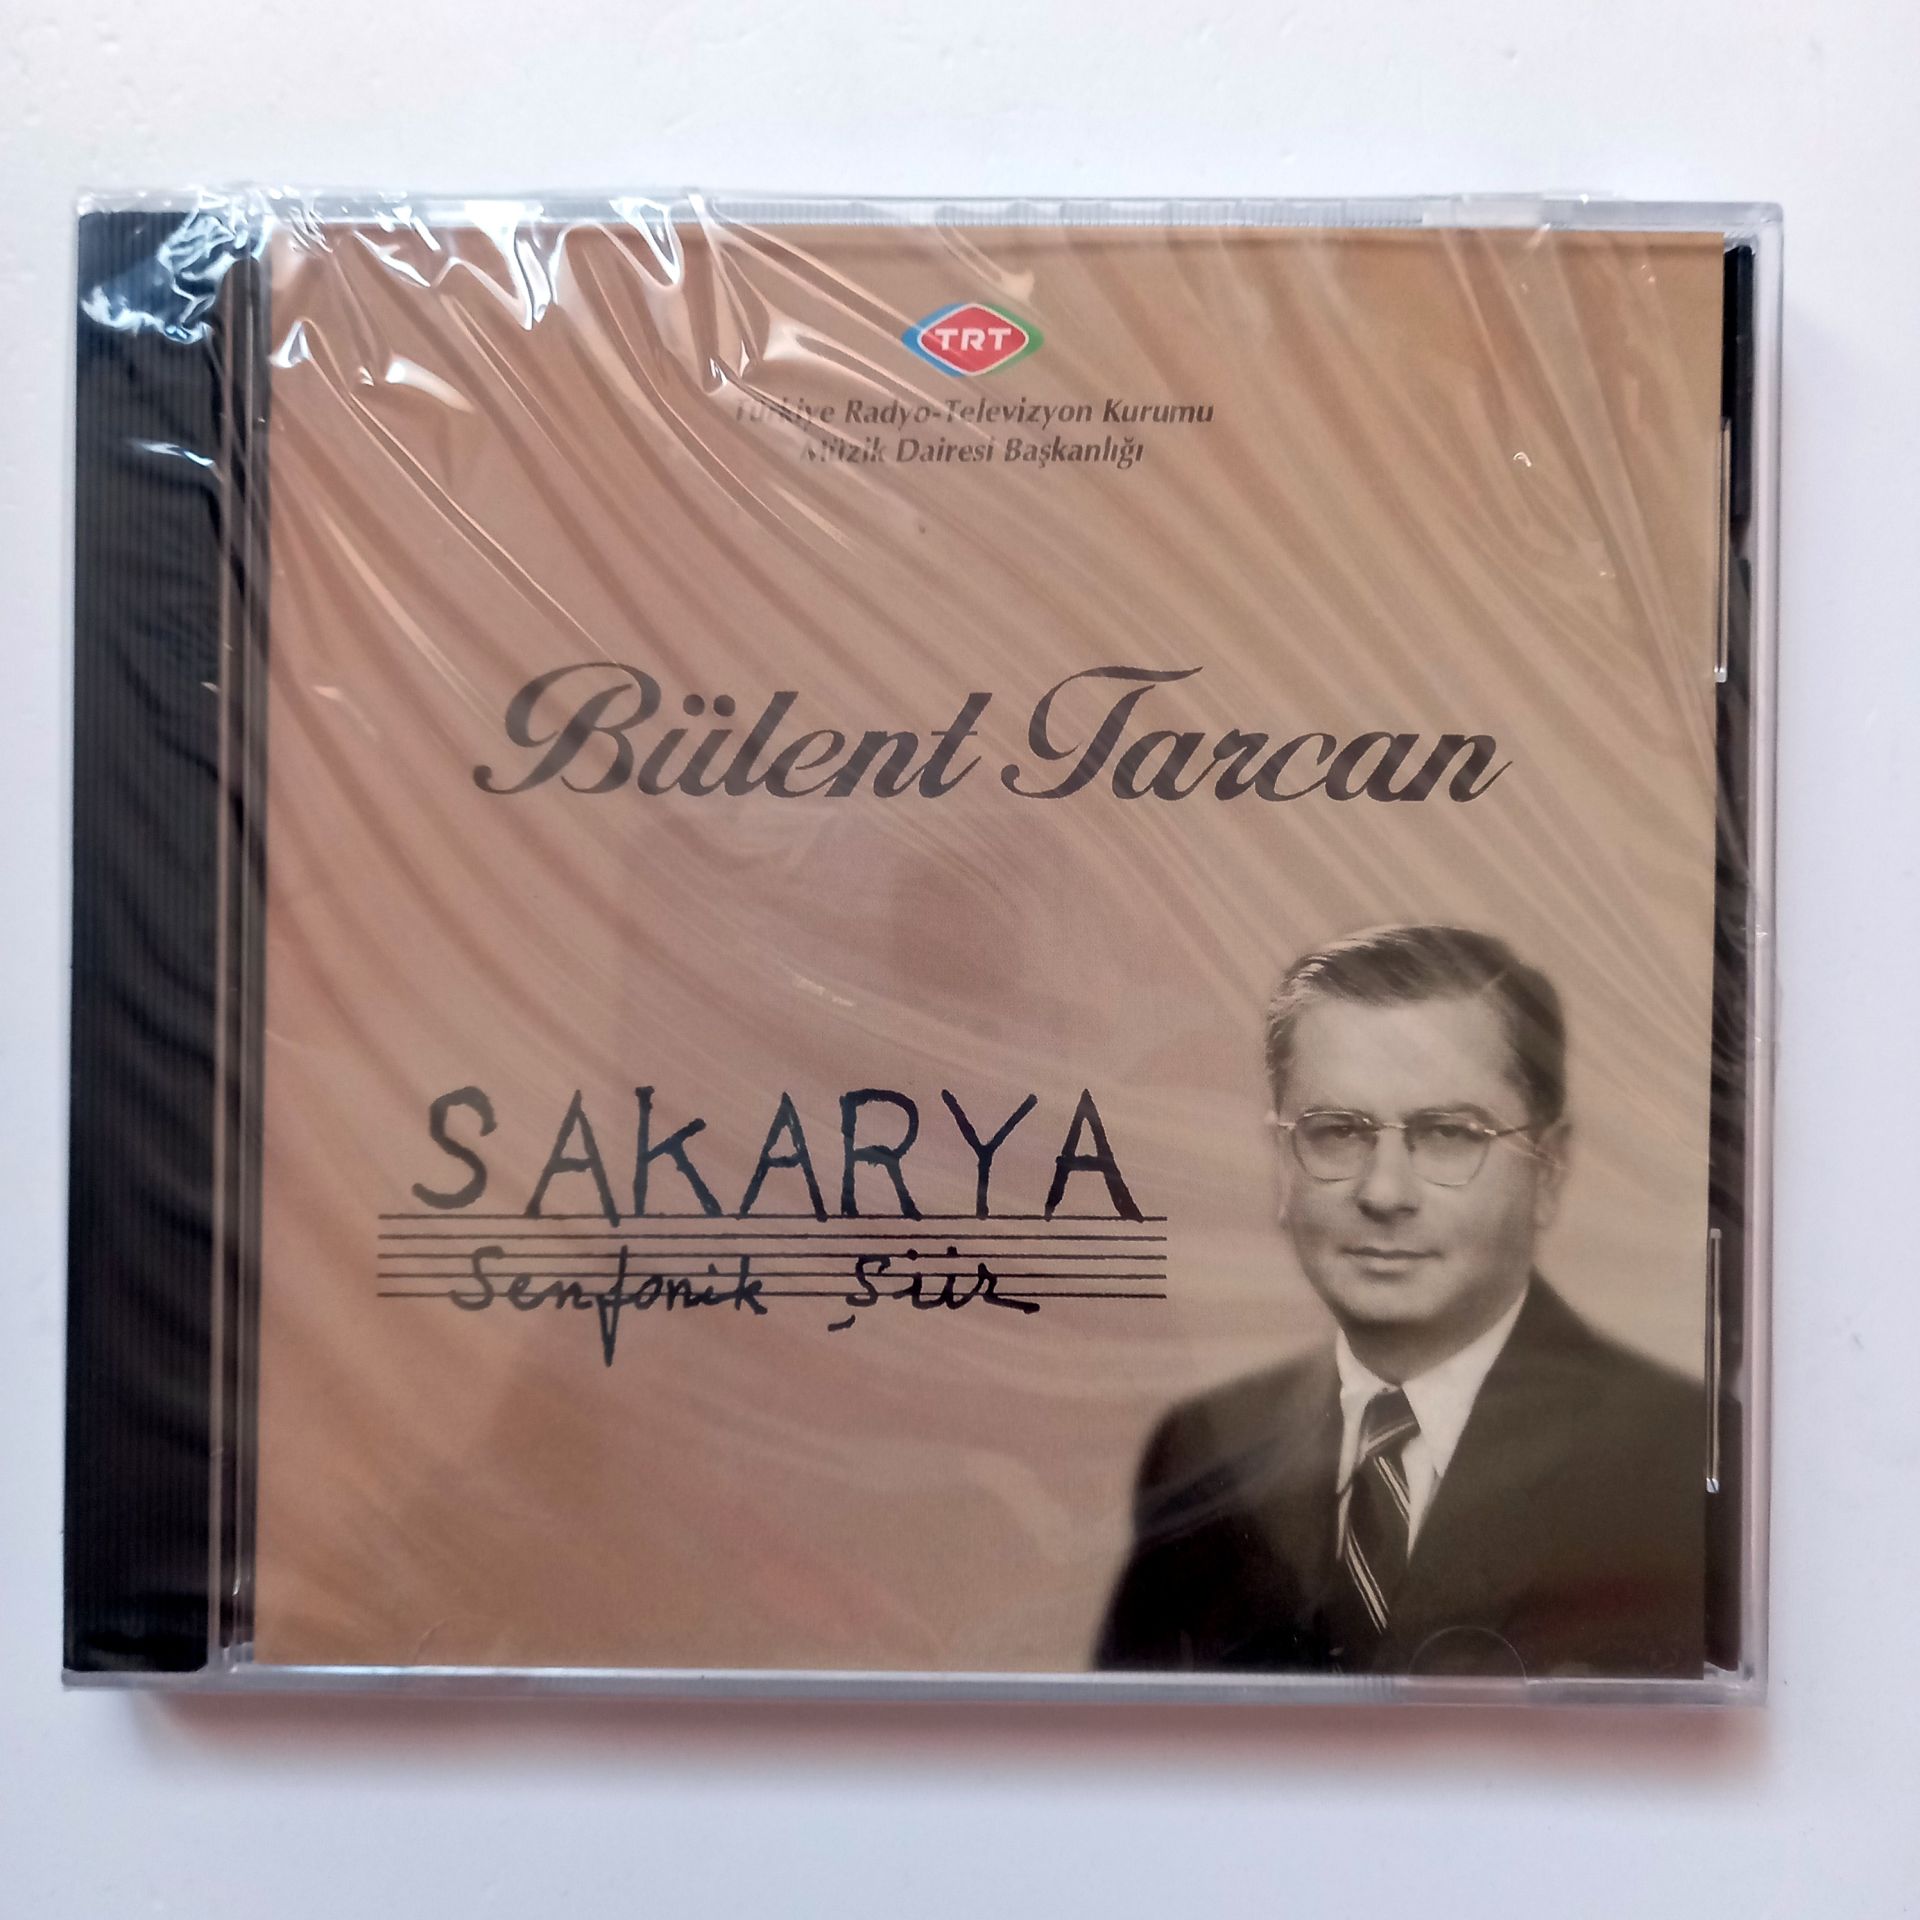 TRT
Türkiye Radyo-Televizyon Kurumu
Müzik Dairesi Başkanlığı
Bülent Tarcan
SAKARYA
Senfonik Şiir